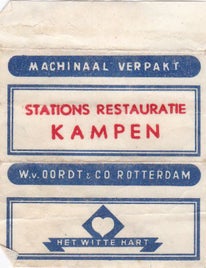 MACHINAAL VERPAKT
STATIONS RESTAURATIE
KAMPEN
W.v. OORDT & CO ROTTERDAM
HET WITTE HART